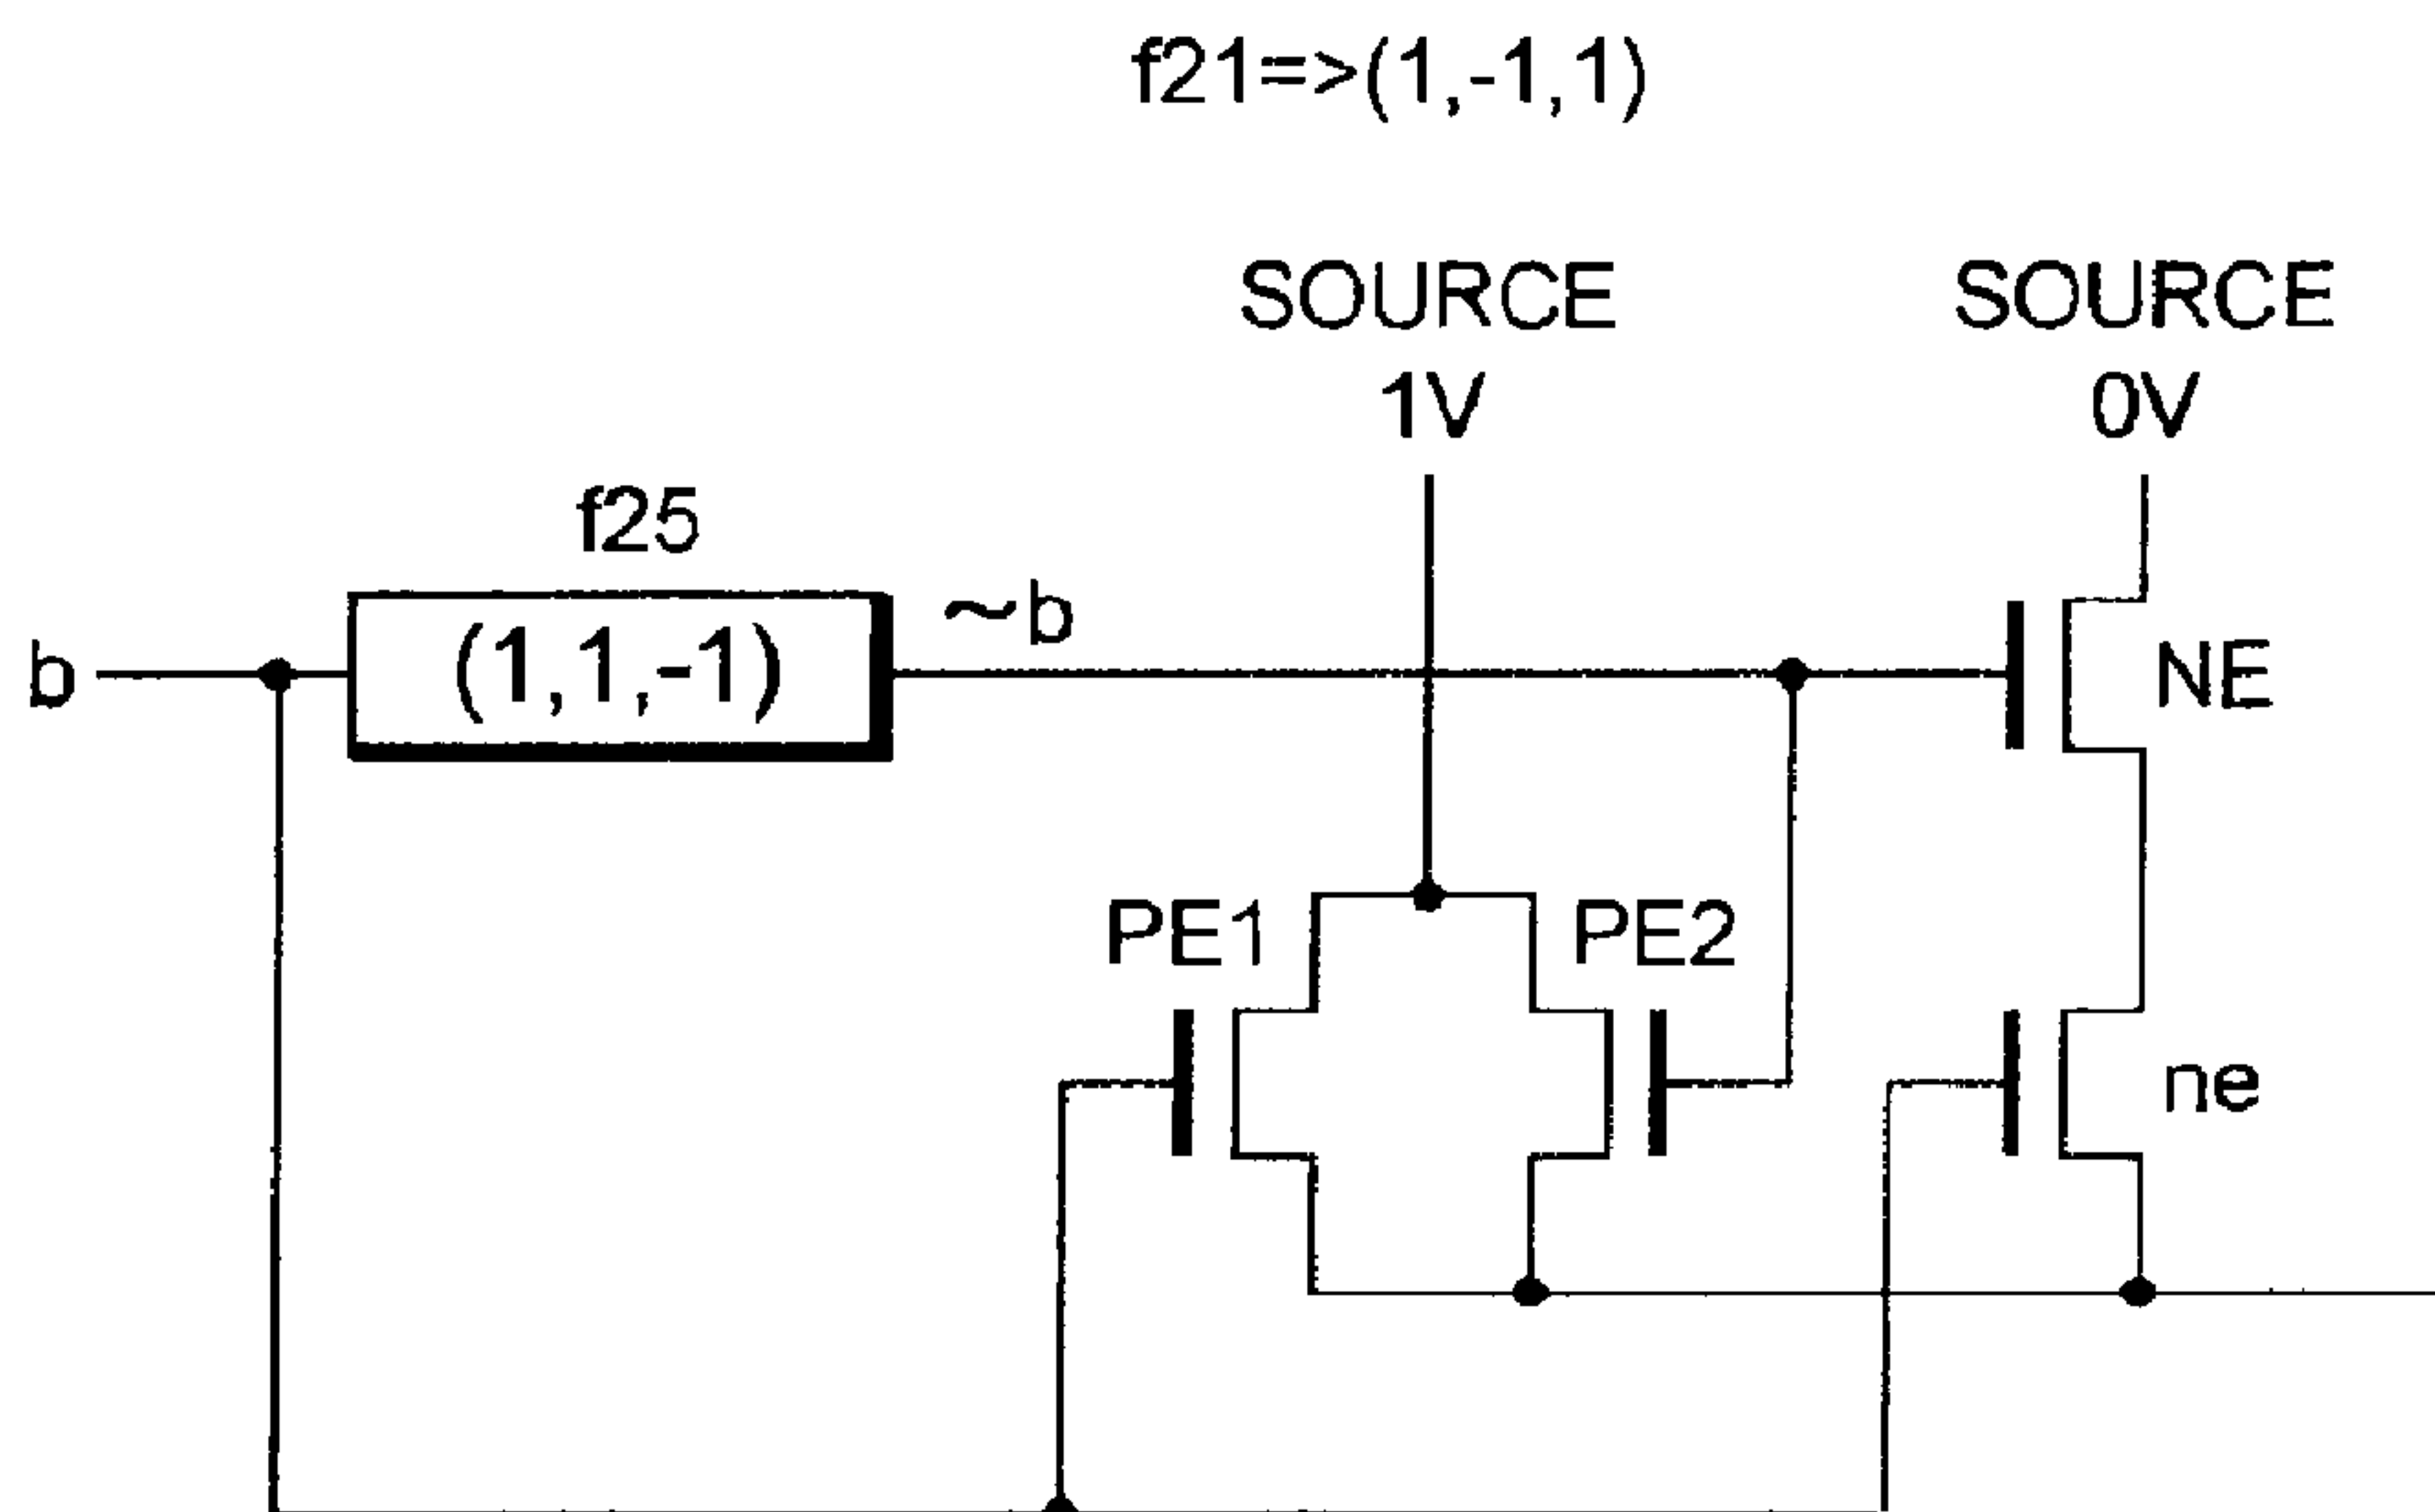 f21=>(1,-1,1)
SOURCE
1V
SOURCE
0V
f25
b
(1,1,-1)
~b
NE
PE1
PE2
ne